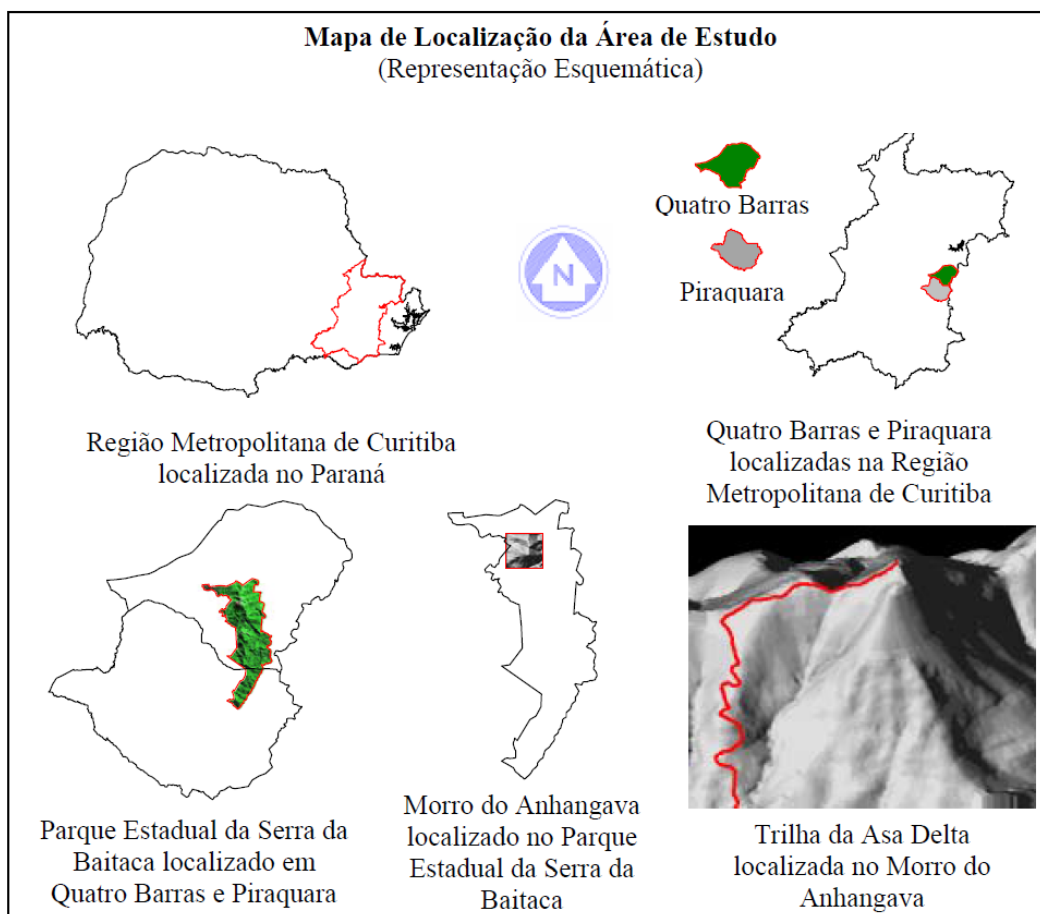 Mapa de Localização da Área de Estudo
(Representação Esquemática)
Quatro Barras
Piraquara
N
Região Metropolitana de Curitiba
localizada no Paraná
Quatro Barras e Piraquara
localizadas na Região
Metropolitana de Curitiba
Parque Estadual da Serra da
Baitaca localizado em
Quatro Barras e Piraquara
Morro do Anhangava
localizado no Parque
Estadual da Serra da
Baitaca
Trilha da Asa Delta
localizada no Morro do
Anhangava